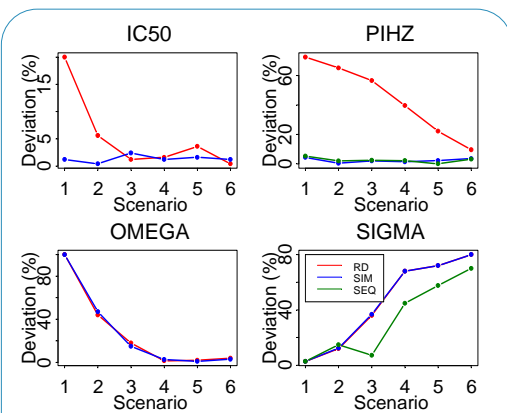 IC50
Deviation (%)
15
5
0
1 2 3 4 5 6
Scenario
PIHZ
Deviation (%)
60
20
0
1 2 3 4 5 6
Scenario
OMEGA
Deviation (%)
80
40
0
1 2 3 4 5 6
Scenario
SIGMA
Deviation (%)
80
40
0
RD
SIM
SEQ
1 2 3 4 5 6
Scenario